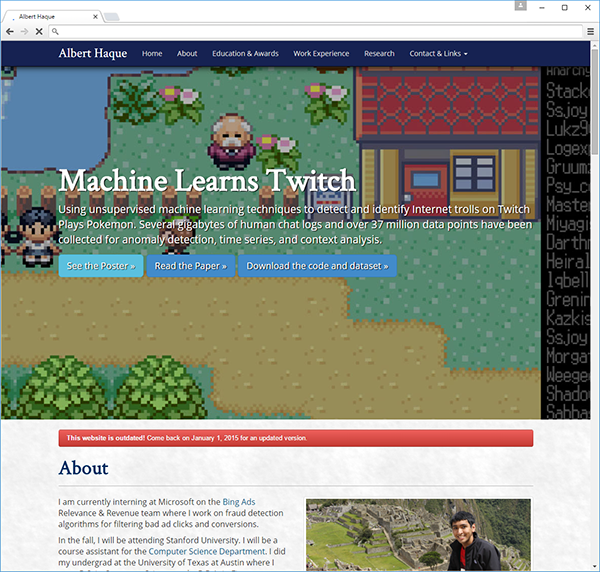 Albert Haque
Albert Haque Home About Education & Awards Work Experience Research Contact & Links
Anarchy
Stack
Ssjoy
Lukz9
Logex
Gruum
Psy_c
Master
Miyagi
Darthr
Heiral
Iqbell
Grenin
Kazkis
Ssjoy
Morgat
Weege
Shado
Sabba
Machine Learns Twitch
Using unsupervised machine learning techniques to detect and identify Internet trolls on Twitch
Plays Pokemon. Several gigabytes of human chat logs and over 37 million data points have been
collected for anomaly detection, time series, and context analysis.
See the Poster » Read the Paper » Download the code and dataset »
This website is outdated! Come back on January 1, 2015 for an updated version.
About
I am currently interning at Microsoft on the Bing Ads
Relevance & Revenue team where I work on fraud detection
algorithms for filtering bad ad clicks and conversions.
In the fall, I will be attending Stanford University. I will be a
course assistant for the Computer Science Department. I did
my undergrad at the University of Texas at Austin where I